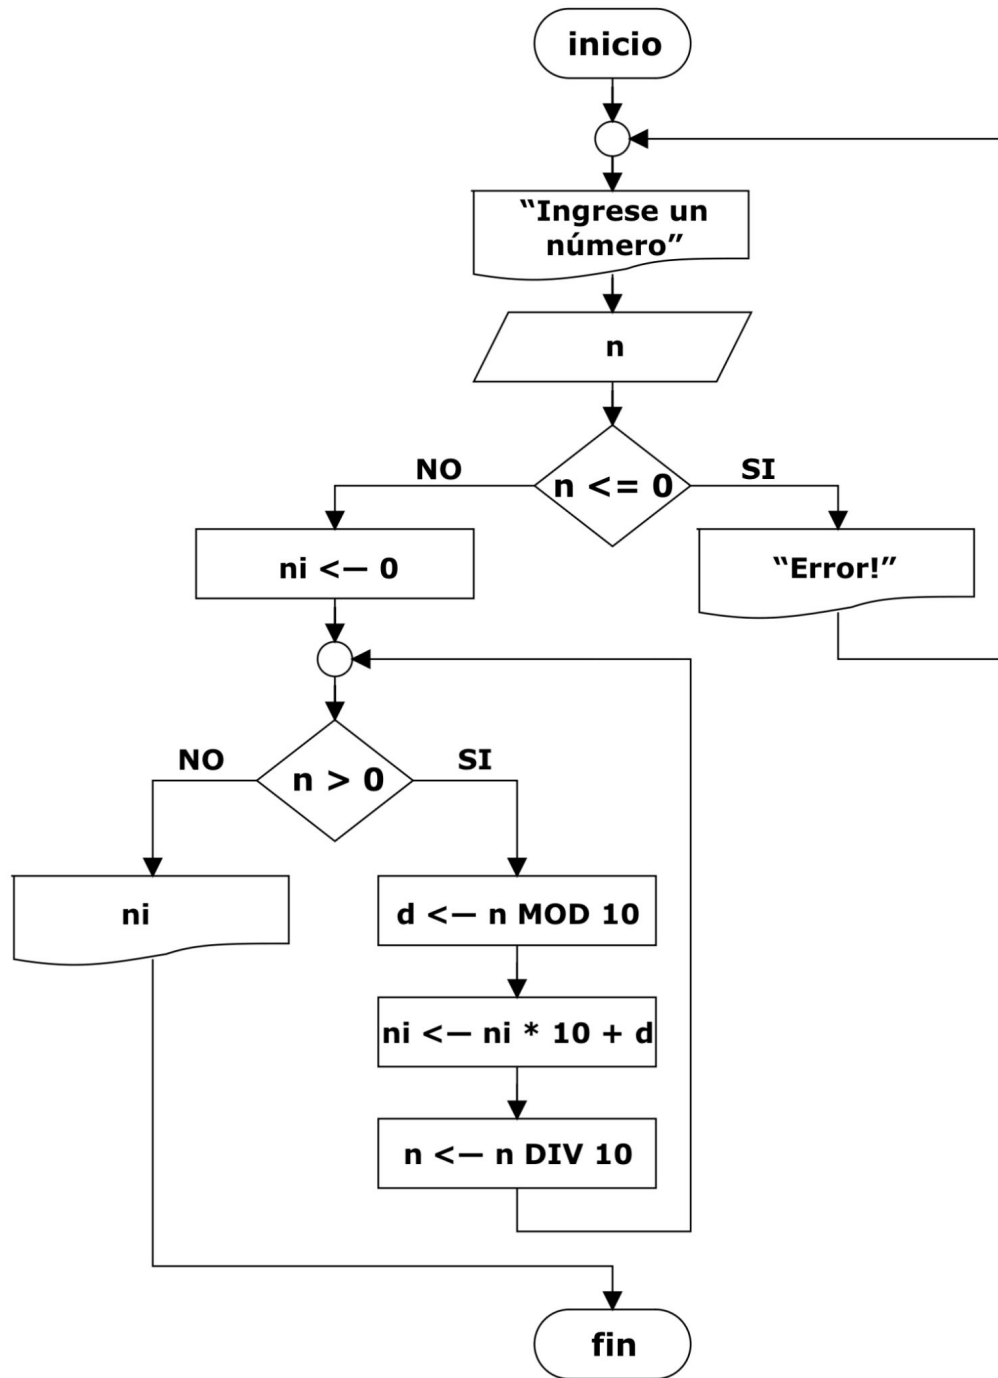 inicio
“Ingrese un
número”
n
n <= 0
NO
SI
ni <— 0
“Error!”
n > 0
NO
SI
ni
d <— n MOD 10
ni <— ni * 10 + d
n <— n DIV 10
fin